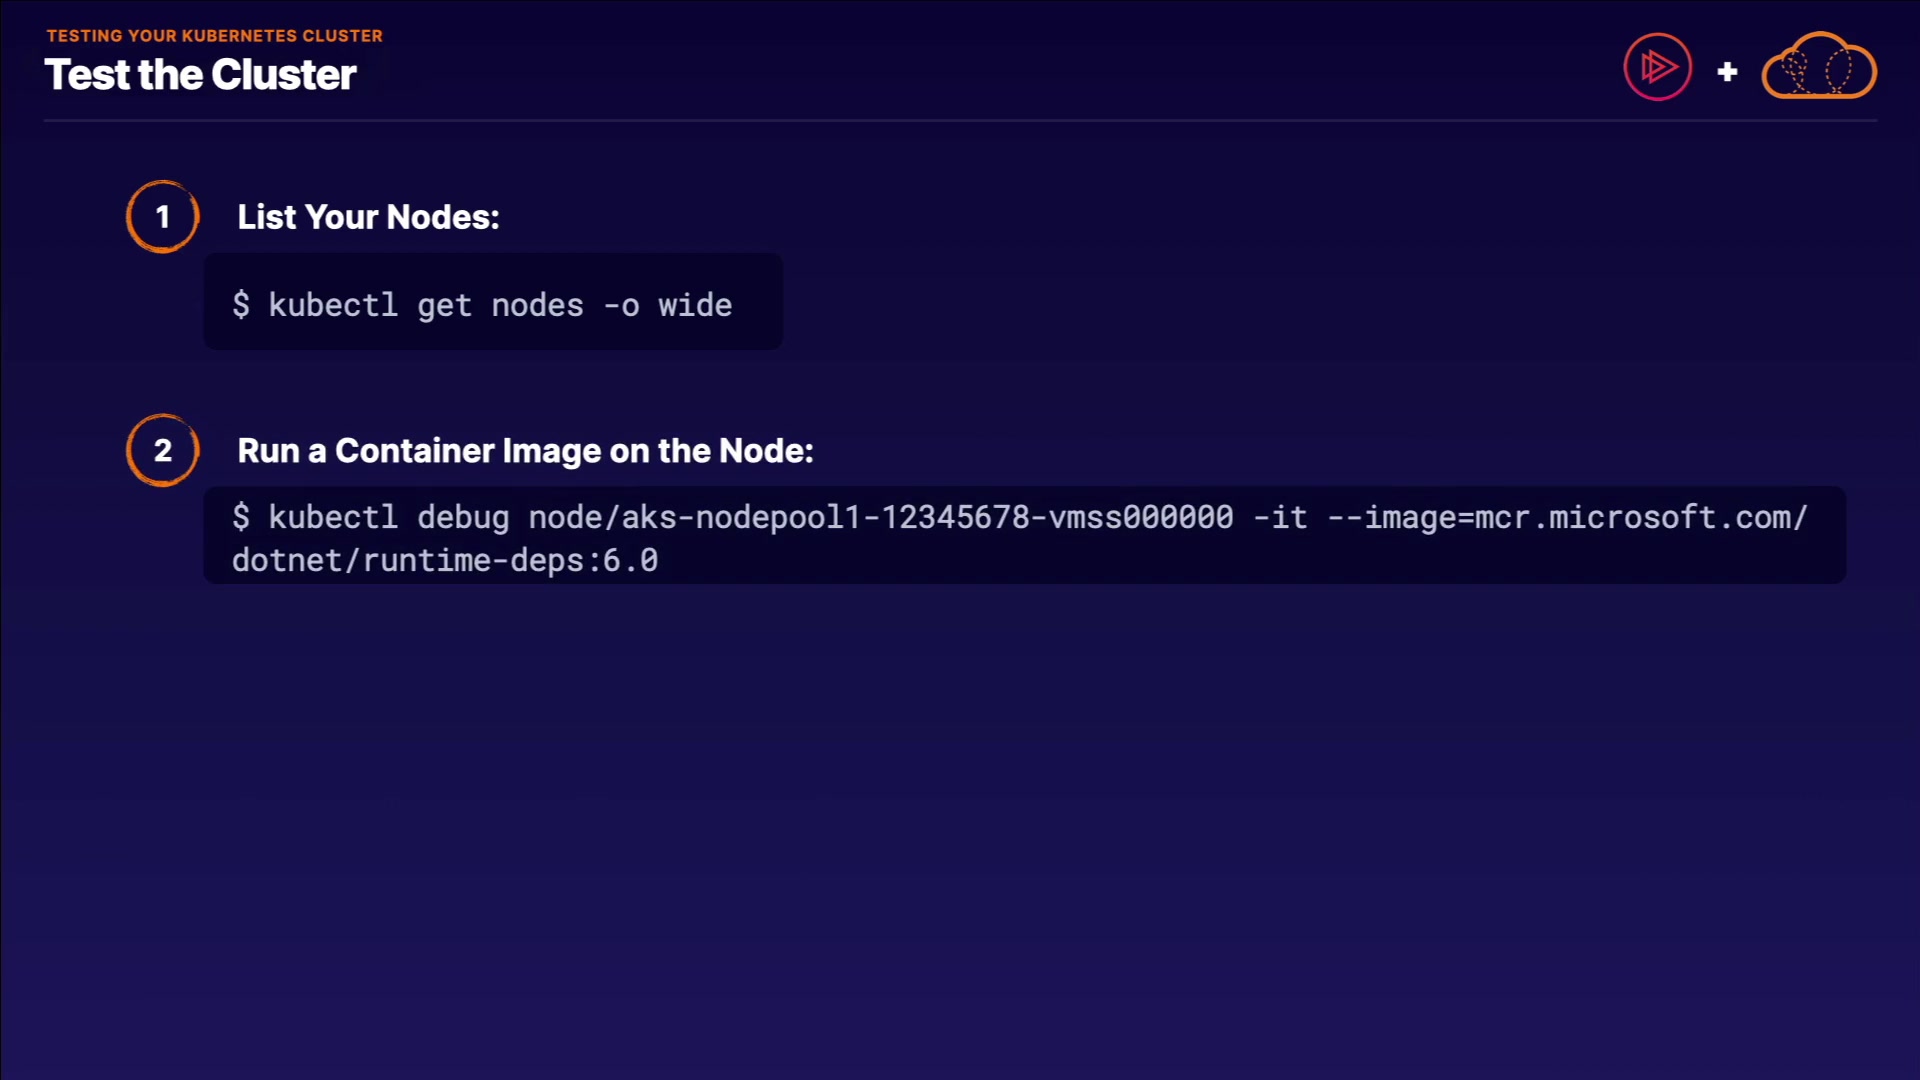 TESTING YOUR KUBERNETES CLUSTER
Test the Cluster
+
1
List Your Nodes:
$ kubectl get nodes -o wide
2
Run a Container Image on the Node:
$ kubectl debug node/aks-nodepool1-12345678-vmss000000 -it --image=mcr.microsoft.com/
dotnet/runtime-deps:6.0